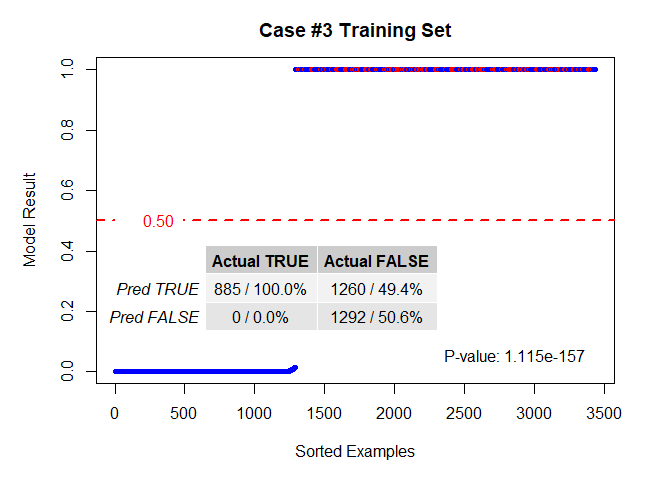 Case #3 Training Set
Model Result
1.0
0.8
0.6
0.4
0.2
0.0
0.50
Actual TRUE Actual FALSE
Pred TRUE 885 / 100.0% 1260 / 49.4%
Pred FALSE 0 / 0.0% 1292 / 50.6%
P-value: 1.115e-157
0 500 1000 1500 2000 2500 3000 3500
Sorted Examples